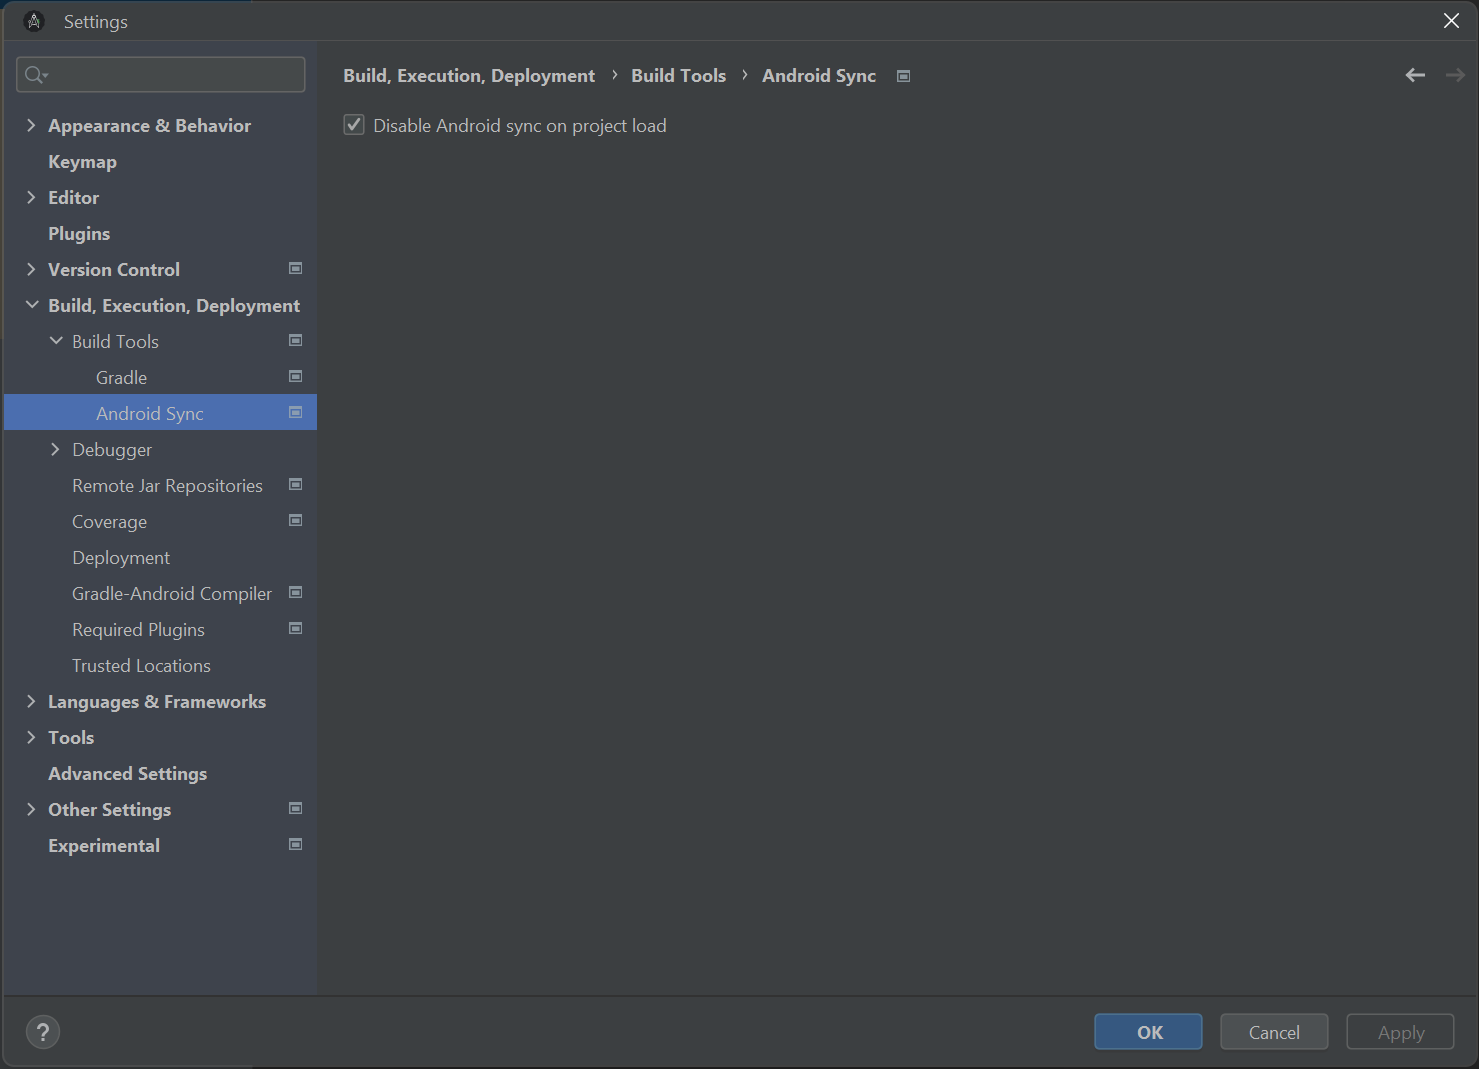 Settings
Build, Execution, Deployment › Build Tools › Android Sync
Disable Android sync on project load
Appearance & Behavior
Keymap
Editor
Plugins
Version Control
Build, Execution, Deployment
Build Tools
Gradle
Android Sync
Debugger
Remote Jar Repositories
Coverage
Deployment
Gradle-Android Compiler
Required Plugins
Trusted Locations
Languages & Frameworks
Tools
Advanced Settings
Other Settings
Experimental
?
OK
Cancel
Apply